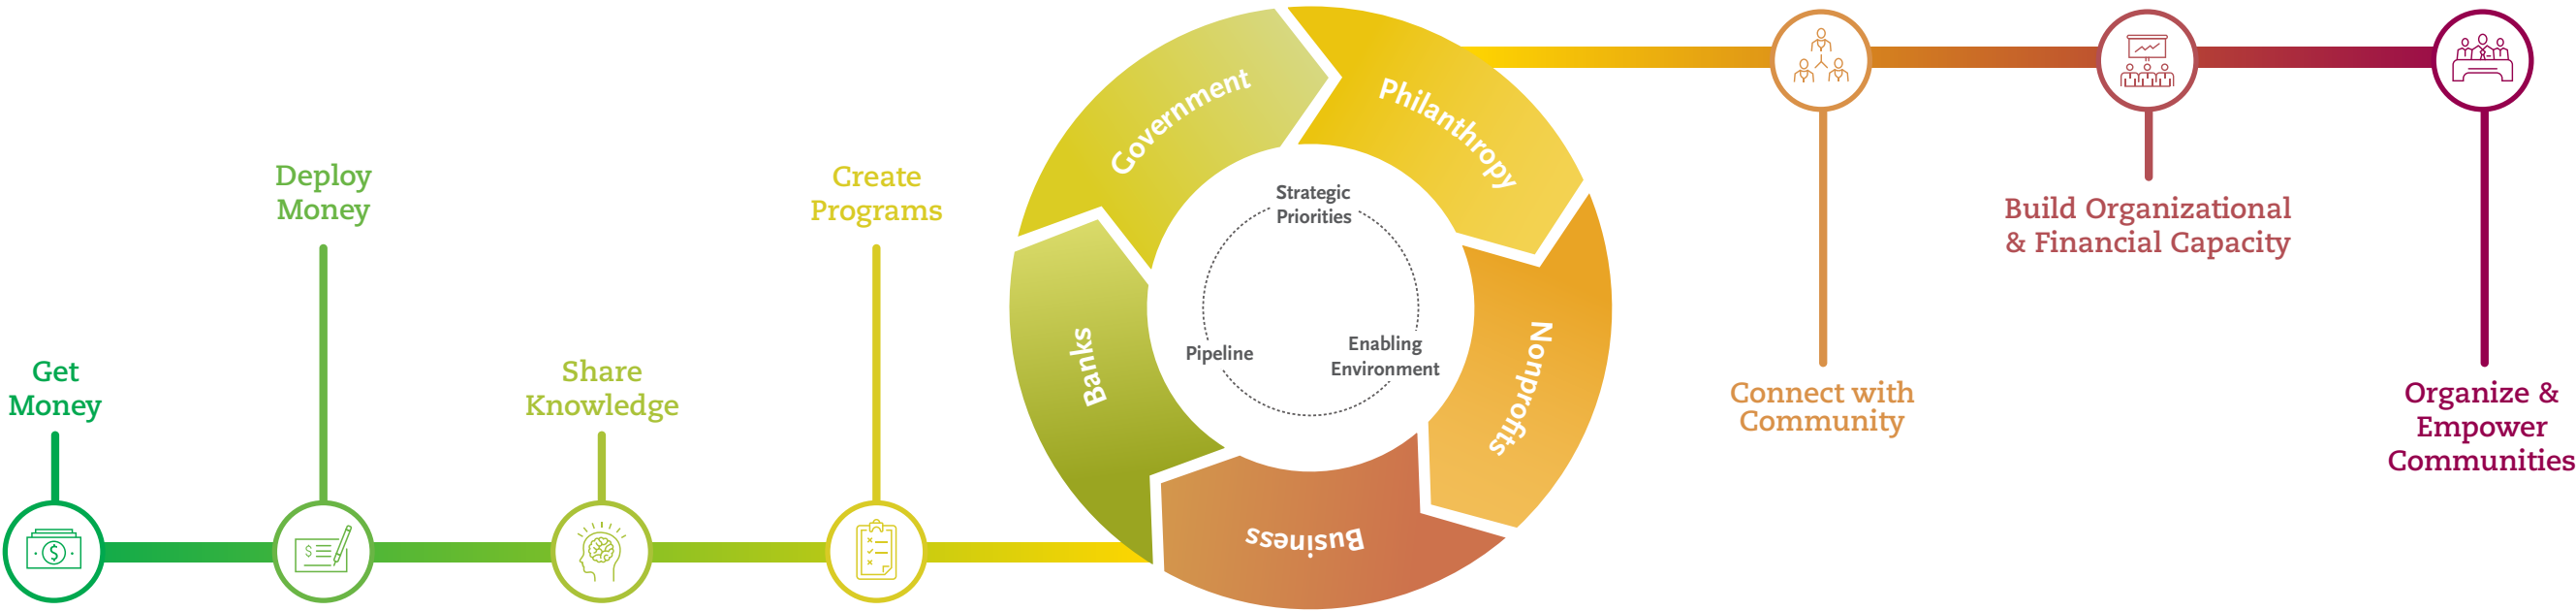 Get
Money
Deploy
Money
Share
Knowledge
Create
Programs
Government
Philanthropy
Nonprofits
Business
Banks
Strategic
Priorities
Enabling
Environment
Pipeline
Connect with
Community
Build Organizational
& Financial Capacity
Organize &
Empower
Communities